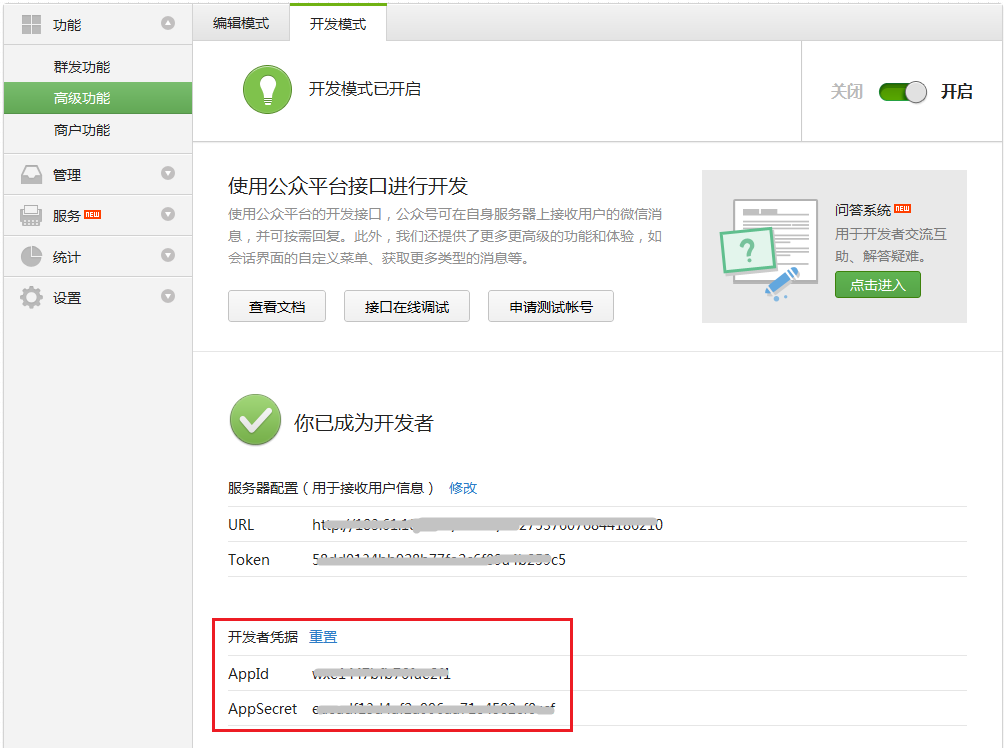 功能
群发功能
高级功能
商户功能
管理
服务 NEW
统计
设置
编辑模式 开发模式
开发模式已开启
关闭 开启
使用公众平台接口进行开发
使用公众平台的开发接口，公众号可在自身服务器上接收用户的微信消
息，并可按需回复。此外，我们还提供了更多更高级的功能和体验，如
会话界面的自定义菜单、获取更多类型的消息等。
查看文档 接口在线调试 申请测试帐号
?
问答系统 NEW
用于开发者交流互
助、解答疑难。
点击进入
你已成为开发者
服务器配置（用于接收用户信息） 修改
URL
Token
开发者凭据 重置
AppId
AppSecret